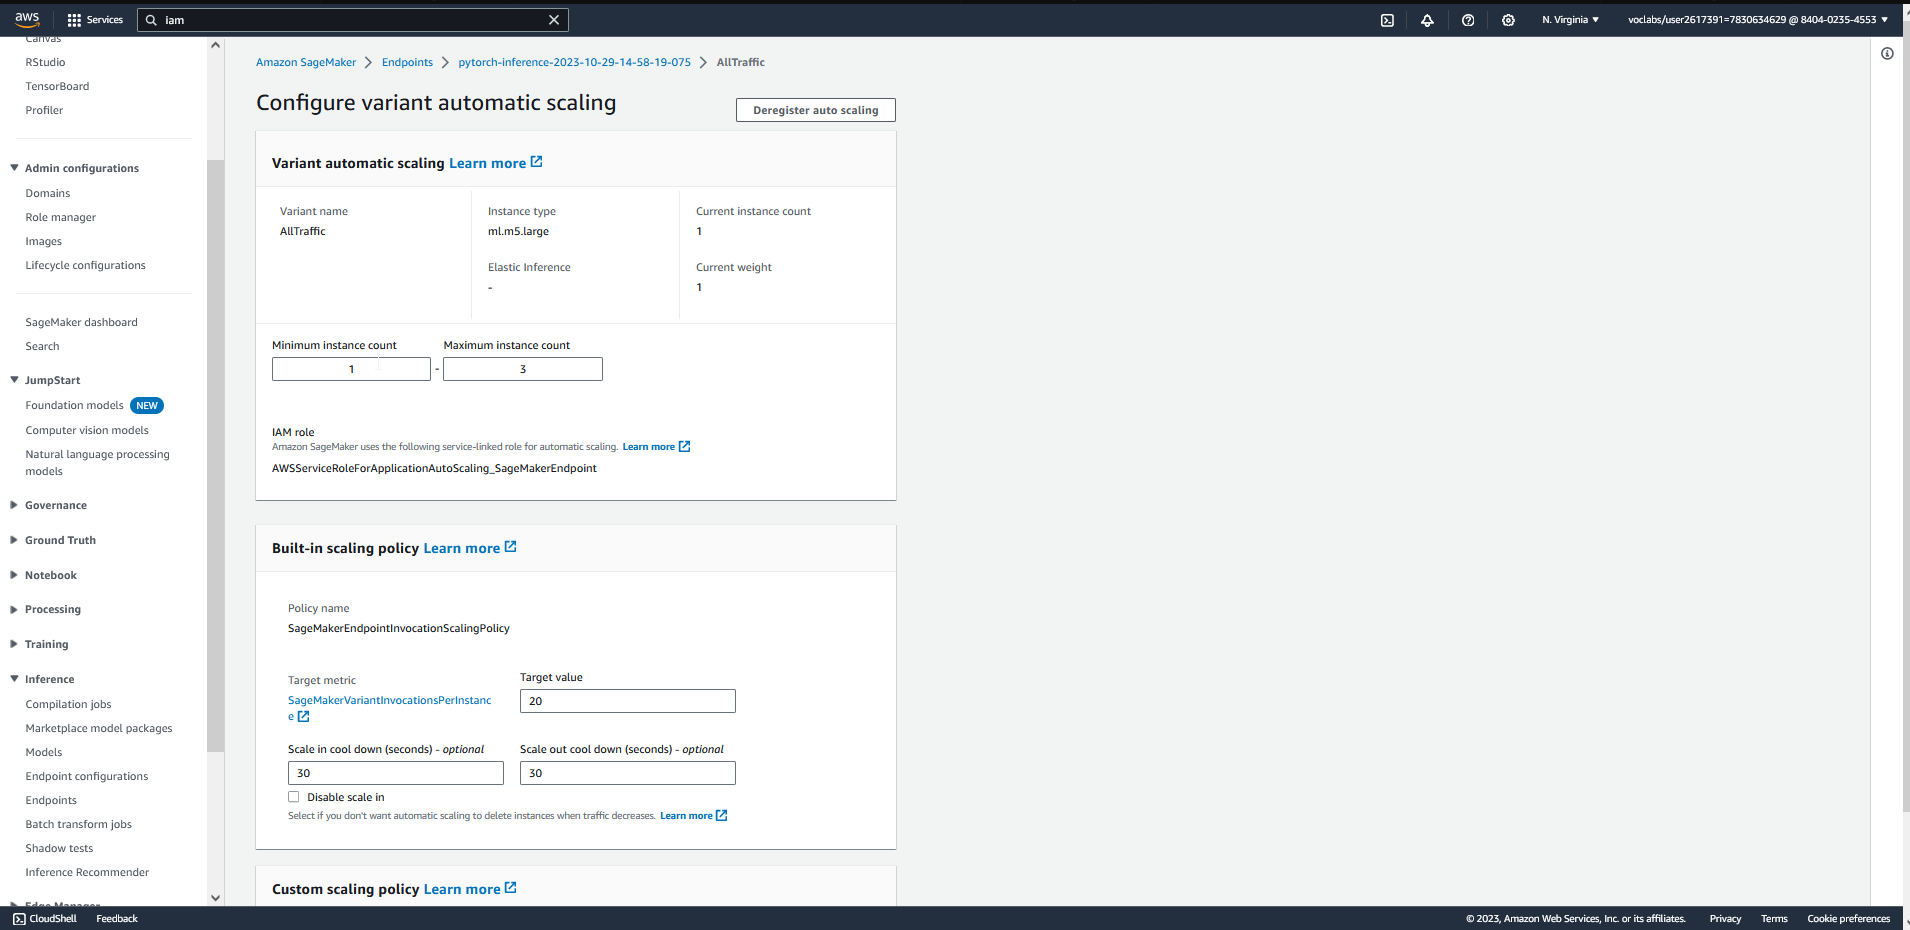 aws
Services
iam
N. Virginia
voclabs/user2617391=7830634629 @ 8404-0235-4553
Canvas
RStudio
TensorBoard
Profiler
Admin configurations
Domains
Role manager
Images
Lifecycle configurations
SageMaker dashboard
Search
JumpStart
Foundation models NEW
Computer vision models
Natural language processing
models
Governance
Ground Truth
Notebook
Processing
Training
Inference
Compilation jobs
Marketplace model packages
Models
Endpoint configurations
Endpoints
Batch transform jobs
Shadow tests
Inference Recommender
Edge Manager
Amazon SageMaker > Endpoints > pytorch-inference-2023-10-29-14-58-19-075 > AllTraffic
Configure variant automatic scaling
Deregister auto scaling
Variant automatic scaling Learn more
Variant name
AllTraffic
Instance type
ml.m5.large
Elastic Inference
-
Current instance count
1
Current weight
1
Minimum instance count
1
-
Maximum instance count
3
IAM role
Amazon SageMaker uses the following service-linked role for automatic scaling. Learn more
AWSServiceRoleForApplicationAutoScaling_SageMakerEndpoint
Built-in scaling policy Learn more
Policy name
SageMakerEndpointInvocationScalingPolicy
Target metric
SageMakerVariantInvocationsPerInstanc
e
Target value
20
Scale in cool down (seconds) - optional
30
Scale out cool down (seconds) - optional
30
Disable scale in
Select if you don't want automatic scaling to delete instances when traffic decreases. Learn more
Custom scaling policy Learn more
CloudShell
Feedback
© 2023, Amazon Web Services, Inc. or its affiliates.
Privacy
Terms
Cookie preferences